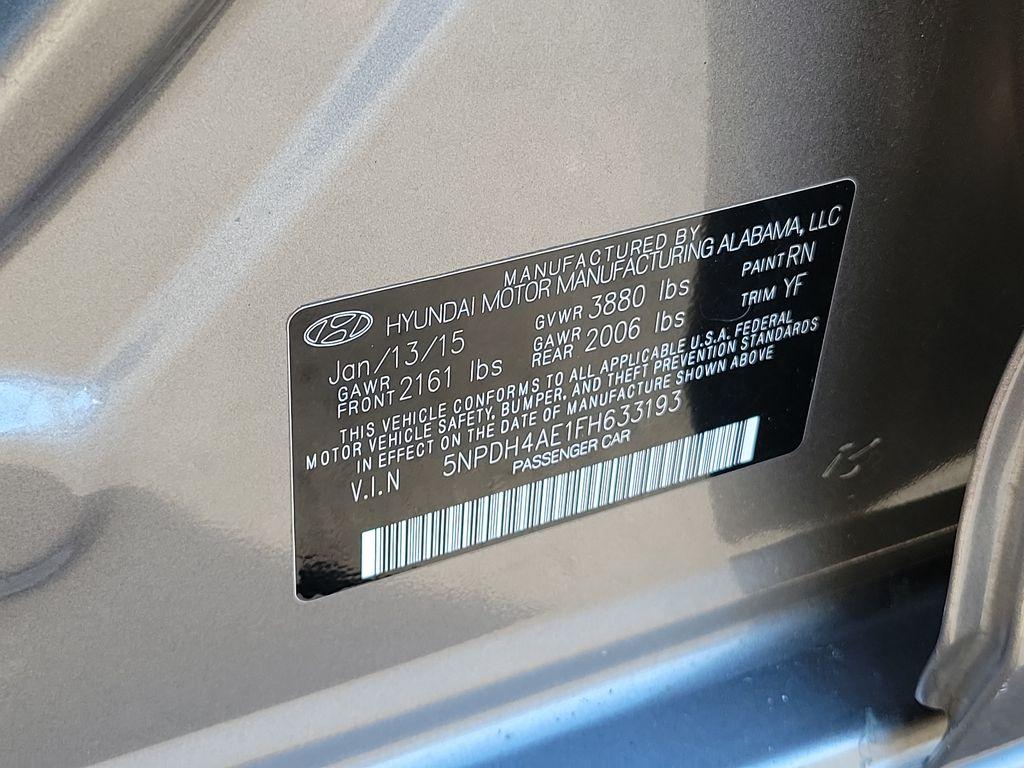 MANUFACTURED BY
HYUNDAI MOTOR MANUFACTURING ALABAMA, LLC
Jan/13/15 GVWR 3880 lbs PAINT RN
GAWR FRONT 2161 lbs GAWR REAR 2006 lbs TRIM YF
THIS VEHICLE CONFORMS TO ALL APPLICABLE U.S.A. FEDERAL
MOTOR VEHICLE SAFETY, BUMPER, AND THEFT PREVENTION STANDARDS
IN EFFECT ON THE DATE OF MANUFACTURE SHOWN ABOVE
V.I.N 5NPDH4AE1FH633193
PASSENGER CAR